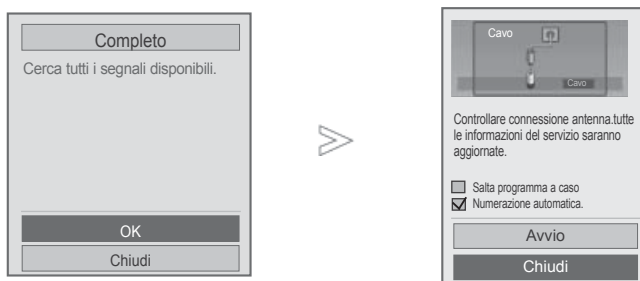 Completo
Cerca tutti i segnali disponibili.
OK
Chiudi
Cavo
Cavo
Controllare connessione antenna.tutte
le informazioni del servizio saranno
aggiornate.
Salta programma a caso
Numerazione automatica.
Avvio
Chiudi